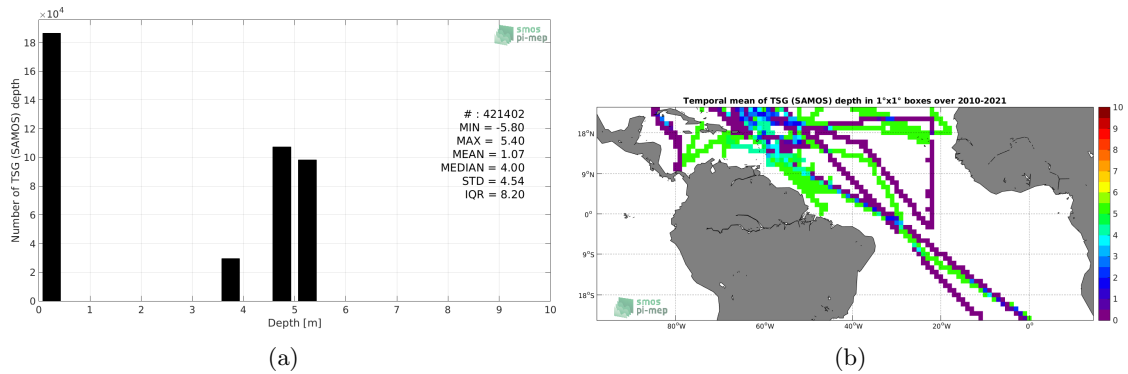 ×10⁴
18
16
14
12
10
8
6
4
2
0
Number of TSG (SAMOS) depth
smos
pi-mep
# : 421402
MIN = -5.80
MAX = 5.40
MEAN = 1.07
MEDIAN = 4.00
STD = 4.54
IQR = 8.20
0 1 2 3 4 5 6 7 8 9 10
Depth [m]
(a)
Temporal mean of TSG (SAMOS) depth in 1°x1° boxes over 2010-2021
18°N
9°N
0°
9°S
18°S
80°W 60°W 40°W 20°W 0°
smos
pi-mep
10
9
8
7
6
5
4
3
2
1
0
(b)